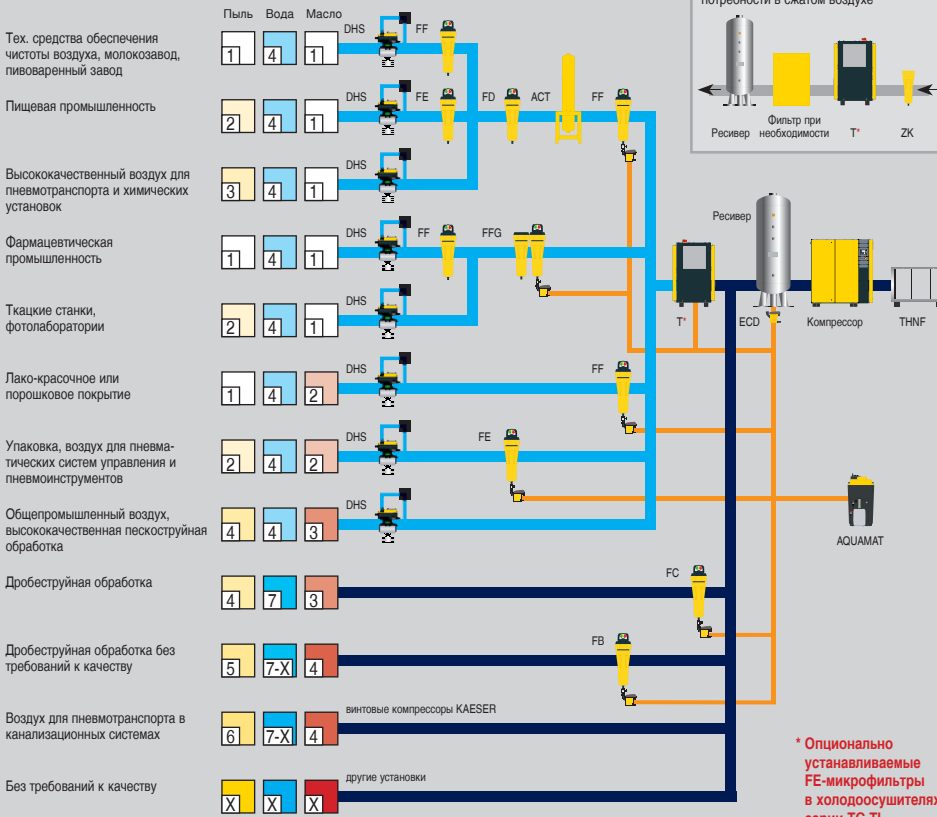 потребности в сжатом воздухе
Ресивер
Фильтр при
необходимости
T*
ZK
Пыль Вода Масло
Тех. средства обеспечения
чистоты воздуха, молокозавод,
пивоваренный завод
1 4 1
DHS FF
Пищевая промышленность
2 4 1
DHS FE FD ACT FF
Высококачественный воздух для
пневмотранспорта и химических
установок
3 4 1
DHS
Фармацевтическая
промышленность
1 4 1
DHS FF FFG
Ткацкие станки,
фотолаборатории
2 4 1
DHS
Ресивер
T*
ECD
Компрессор
THNF
Лако-красочное или
порошковое покрытие
1 4 2
DHS FF
Упаковка, воздух для пневма-
тических систем управления и
пневмоинструментов
2 4 2
DHS FE
Общепромышленный воздух,
высококачественная пескоструйная
обработка
4 4 3
DHS
AQUAMAT
Дробеструйная обработка
4 7 3
FC
Дробеструйная обработка без
требований к качеству
5 7-X 4
FB
Воздух для пневмотранспорта в
канализационных системах
6 7-X 4
винтовые компрессоры KAESER
Без требований к качеству
X X X
другие установки
* Опционально
устанавливаемые
FE-микрофильтры
в холодоосушителях